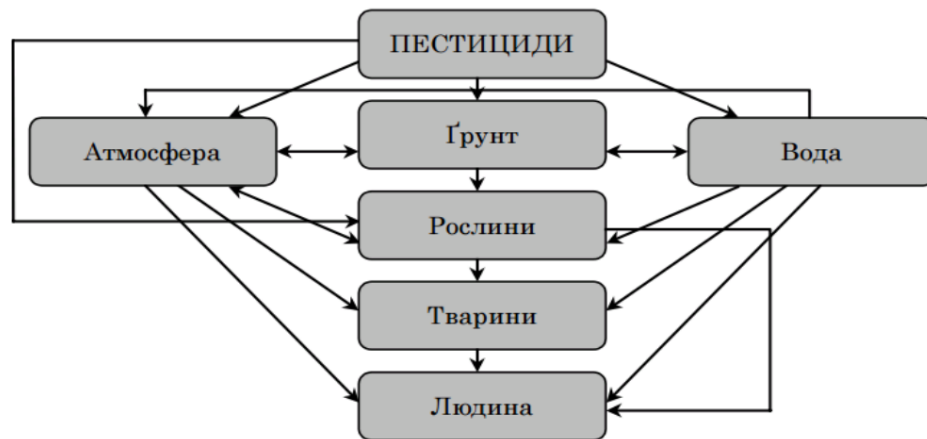 ПЕСТИЦИДИ
Атмосфера
Ґрунт
Вода
Рослини
Тварини
Людина